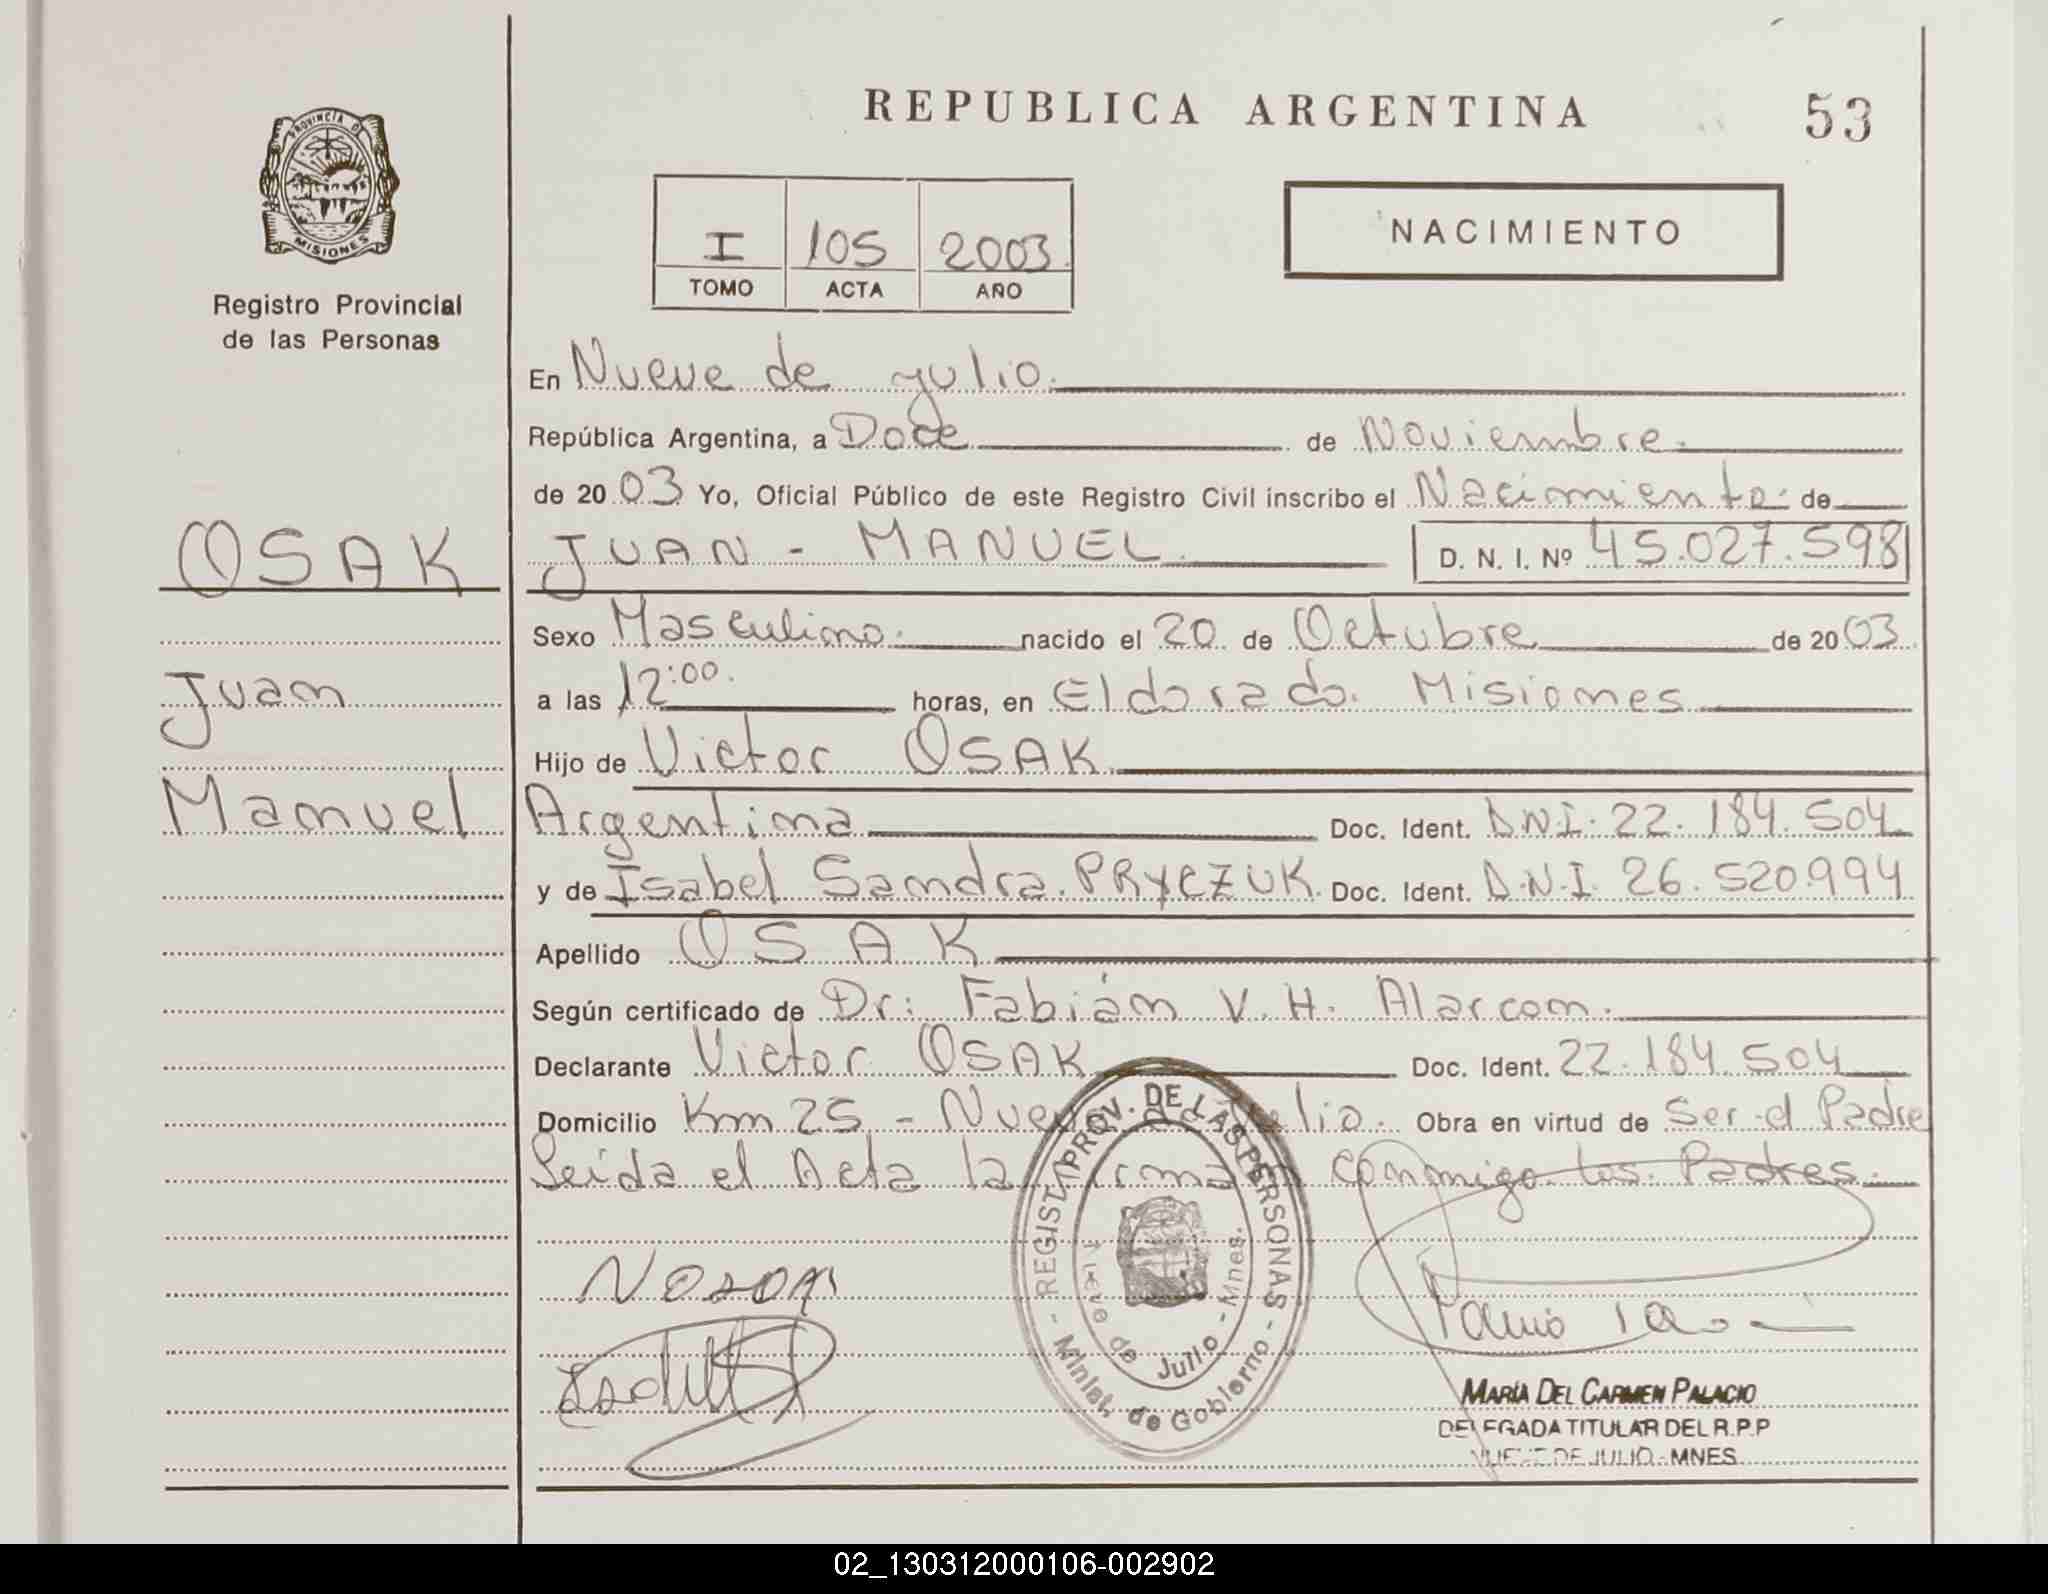 REPUBLICA ARGENTINA
53
PROVINCIA DE
MISIONES
Registro Provincial
de las Personas
I 105 2003
TOMO ACTA AÑO
NACIMIENTO
OSAK
Juan
Manuel
En Nueve de julio.
República Argentina, a Doce de Noviembre.
de 2003 Yo, Oficial Público de este Registro Civil inscribo el Nacimiento de
JUAN - MANUEL. D. N. I. Nº 45.027.598
Sexo Masculino. nacido el 20 de Octubre de 2003
a las 12:00. horas, en Eldorado. Misiones
Hijo de Victor OSAK
Argentina Doc. Ident. D.N.I. 22.184.504
y de Isabel Sandra. PRYCZUK. Doc. Ident. D.N.I. 26.520.994
Apellido OSAK
Según certificado de Dr: Fabián V. H. Alarcon.
Declarante Victor OSAK Doc. Ident. 22.184.504
Domicilio Km 25 - Nueve de Julio. Obra en virtud de Ser el Padre
Leida el Acta la firman conmigo los Padres.
- REGIST. PROV. DE LAS PERSONAS -
Minist. de Gobierno
Nueve de Julio - Mnes.
MARÍA DEL CARMEN PALACIO
DELEGADA TITULAR DEL R.P.P
NUEVE DE JULIO - MNES
02_130312000106-002902